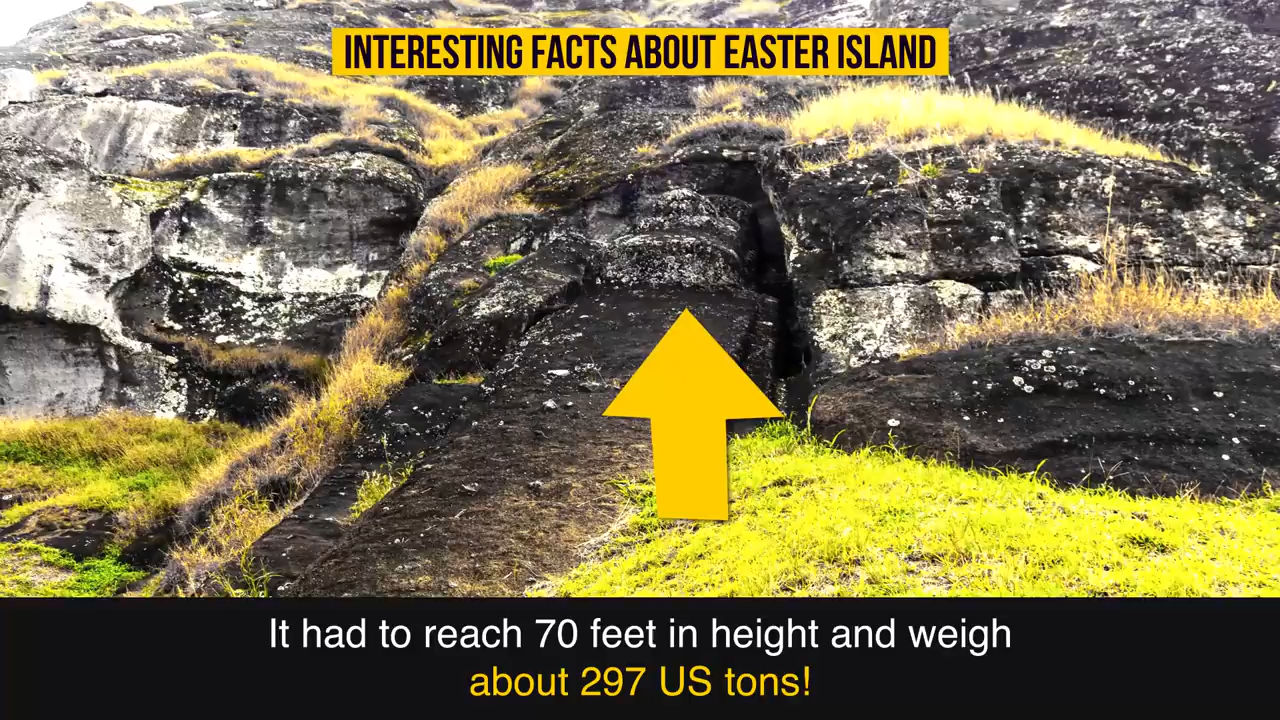 INTERESTING FACTS ABOUT EASTER ISLAND
It had to reach 70 feet in height and weigh
about 297 US tons!